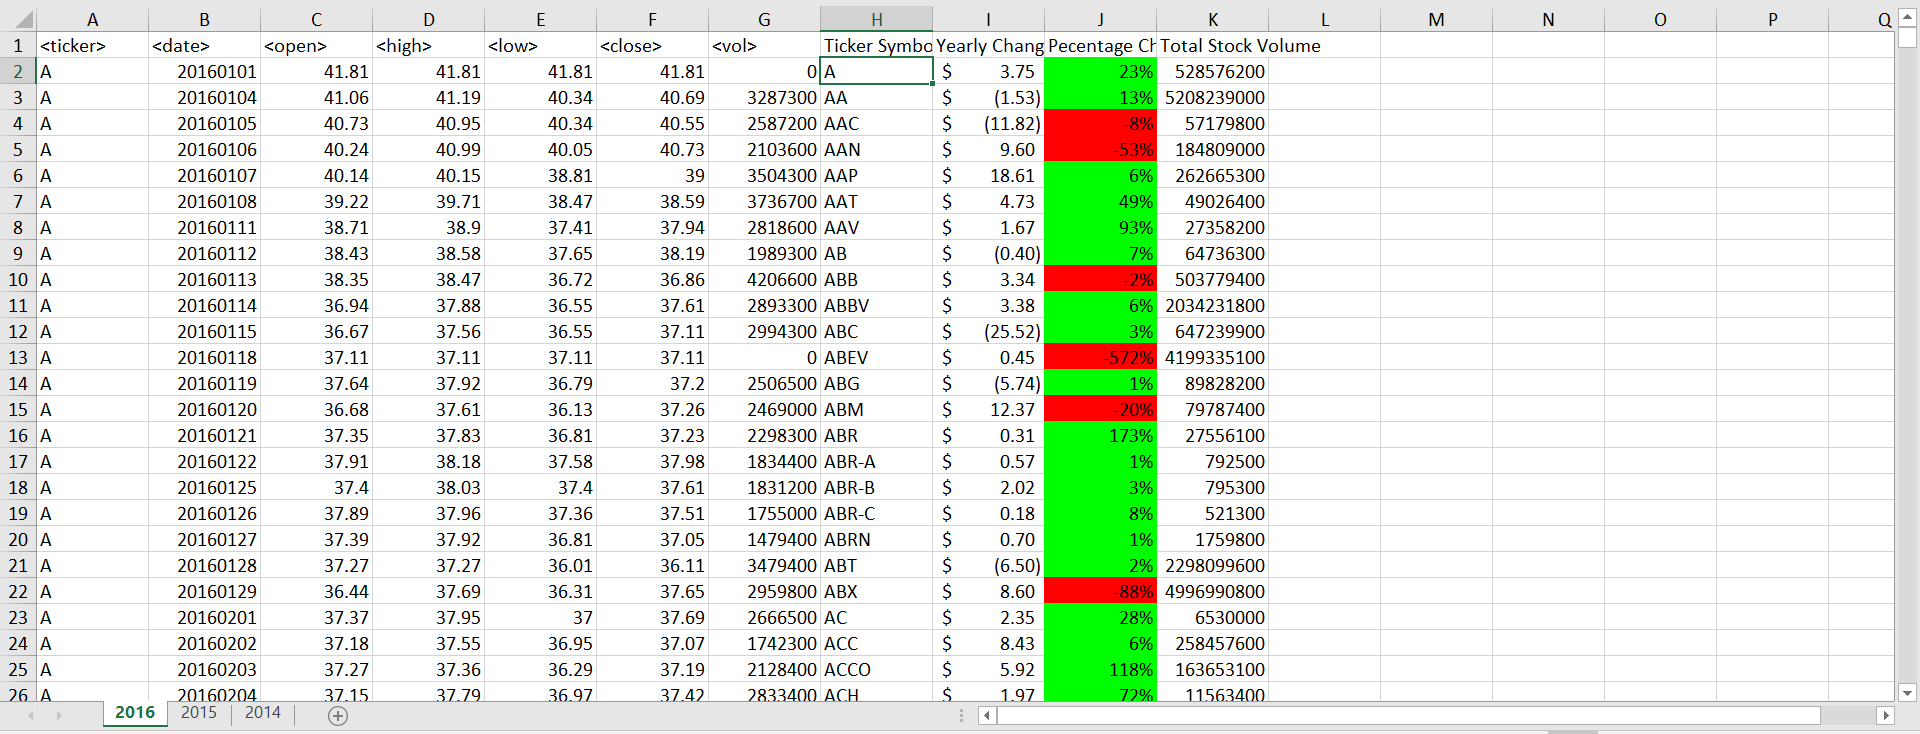 A B C D E F G H I J K L M N O P Q
1 <ticker> <date> <open> <high> <low> <close> <vol> Ticker Symbo Yearly Chang Pecentage Ch Total Stock Volume
2 A 20160101 41.81 41.81 41.81 41.81 0 A $ 3.75 23% 528576200
3 A 20160104 41.06 41.19 40.34 40.69 3287300 AA $ (1.53) 13% 5208239000
4 A 20160105 40.73 40.95 40.34 40.55 2587200 AAC $ (11.82) -8% 57179800
5 A 20160106 40.24 40.99 40.05 40.73 2103600 AAN $ 9.60 -53% 184809000
6 A 20160107 40.14 40.15 38.81 39 3504300 AAP $ 18.61 6% 262665300
7 A 20160108 39.22 39.71 38.47 38.59 3736700 AAT $ 4.73 49% 49026400
8 A 20160111 38.71 38.9 37.41 37.94 2818600 AAV $ 1.67 93% 27358200
9 A 20160112 38.43 38.58 37.65 38.19 1989300 AB $ (0.40) 7% 64736300
10 A 20160113 38.35 38.47 36.72 36.86 4206600 ABB $ 3.34 -2% 503779400
11 A 20160114 36.94 37.88 36.55 37.61 2893300 ABBV $ 3.38 6% 2034231800
12 A 20160115 36.67 37.56 36.55 37.11 2994300 ABC $ (25.52) 3% 647239900
13 A 20160118 37.11 37.11 37.11 37.11 0 ABEV $ 0.45 -572% 4199335100
14 A 20160119 37.64 37.92 36.79 37.2 2506500 ABG $ (5.74) 1% 89828200
15 A 20160120 36.68 37.61 36.13 37.26 2469000 ABM $ 12.37 -20% 79787400
16 A 20160121 37.35 37.83 36.81 37.23 2298300 ABR $ 0.31 173% 27556100
17 A 20160122 37.91 38.18 37.58 37.98 1834400 ABR-A $ 0.57 1% 792500
18 A 20160125 37.4 38.03 37.4 37.61 1831200 ABR-B $ 2.02 3% 795300
19 A 20160126 37.89 37.96 37.36 37.51 1755000 ABR-C $ 0.18 8% 521300
20 A 20160127 37.39 37.92 36.81 37.05 1479400 ABRN $ 0.70 1% 1759800
21 A 20160128 37.27 37.27 36.01 36.11 3479400 ABT $ (6.50) 2% 2298099600
22 A 20160129 36.44 37.69 36.31 37.65 2959800 ABX $ 8.60 -88% 4996990800
23 A 20160201 37.37 37.95 37 37.69 2666500 AC $ 2.35 28% 6530000
24 A 20160202 37.18 37.55 36.95 37.07 1742300 ACC $ 8.43 6% 258457600
25 A 20160203 37.27 37.36 36.29 37.19 2128400 ACCO $ 5.92 118% 163653100
26 A 20160204 37.15 37.79 36.97 37.42 2833400 ACH $ 1.97 72% 11563400
2016 2015 2014